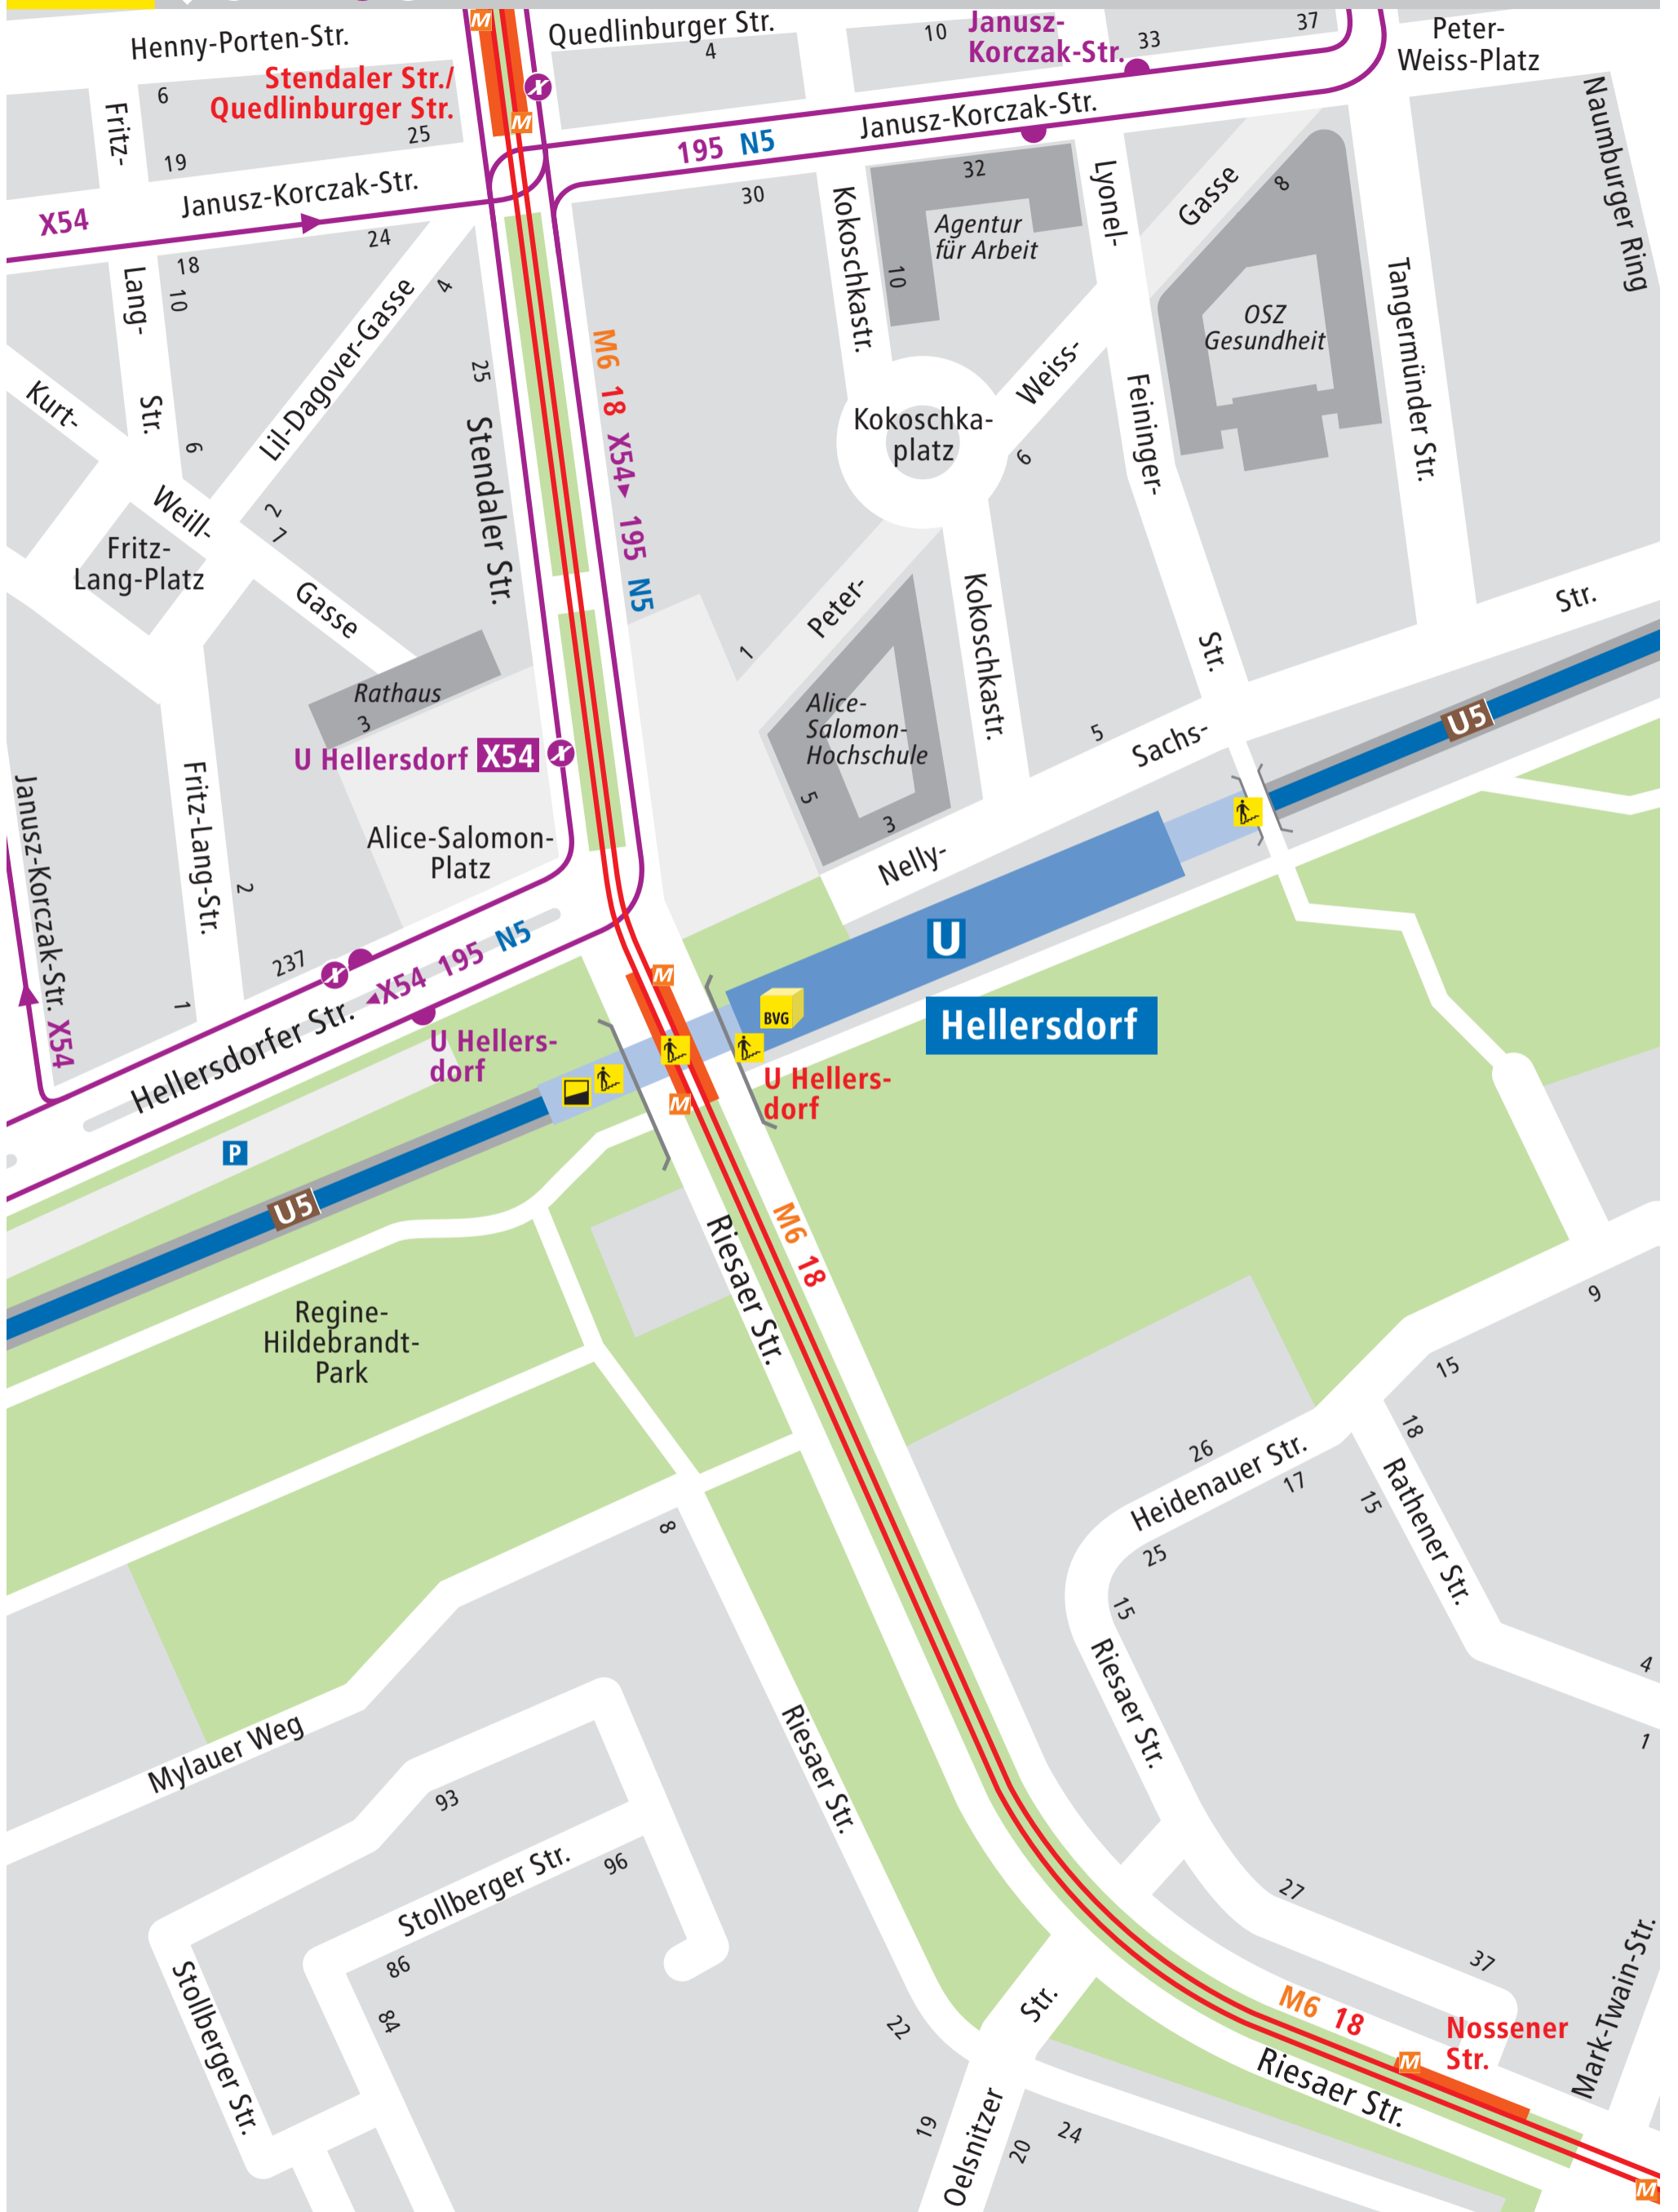 Henny-Porten-Str.
Quedlinburger Str.
4
10
Janusz-
Korczak-Str.
33
37
Peter-
Weiss-Platz
M
Stendaler Str./
Quedlinburger Str.
X
M
6
25
19
Fritz-
Janusz-Korczak-Str.
Janusz-Korczak-Str.
195 N5
X54
24
18
10
Lang-
Str.
6
30
32
Agentur
für Arbeit
10
Kokoschkastr.
Lyonel-
Feininger-
Str.
Gasse
8
OSZ
Gesundheit
Naumburger Ring
Tangermünder Str.
Lil-Dagover-Gasse
4
25
2
7
Kurt-
Weill-
Gasse
Fritz-
Lang-Platz
Stendaler Str.
M6 18 X54 195 N5
Kokoschka-
platz
Weiss-
6
Peter-
1
Kokoschkastr.
Rathaus
3
U Hellersdorf X54
X
Alice-Salomon-
Platz
Alice-
Salomon-
Hochschule
5
3
5
Nelly-
Sachs-
Str.
U5
Janusz-Korczak-Str. X54
Fritz-Lang-Str.
2
1
237
X
Hellersdorfer Str.
X54 195 N5
U Hellers-
dorf
U
Hellersdorf
M
BVG
M
U Hellers-
dorf
P
U5
Regine-
Hildebrandt-
Park
Riesaer Str.
M6 18
9
15
18
26
Heidenauer Str.
17
15
25
15
Rathener Str.
4
1
8
Riesaer Str.
Mylauer Weg
Riesaer Str.
93
Stollberger Str.
96
86
84
Stollberger Str.
27
37
Mark-Twain-Str.
22
Str.
Oelsnitzer
19
20
24
M6 18
Nossener
Str.
M
Riesaer Str.
M